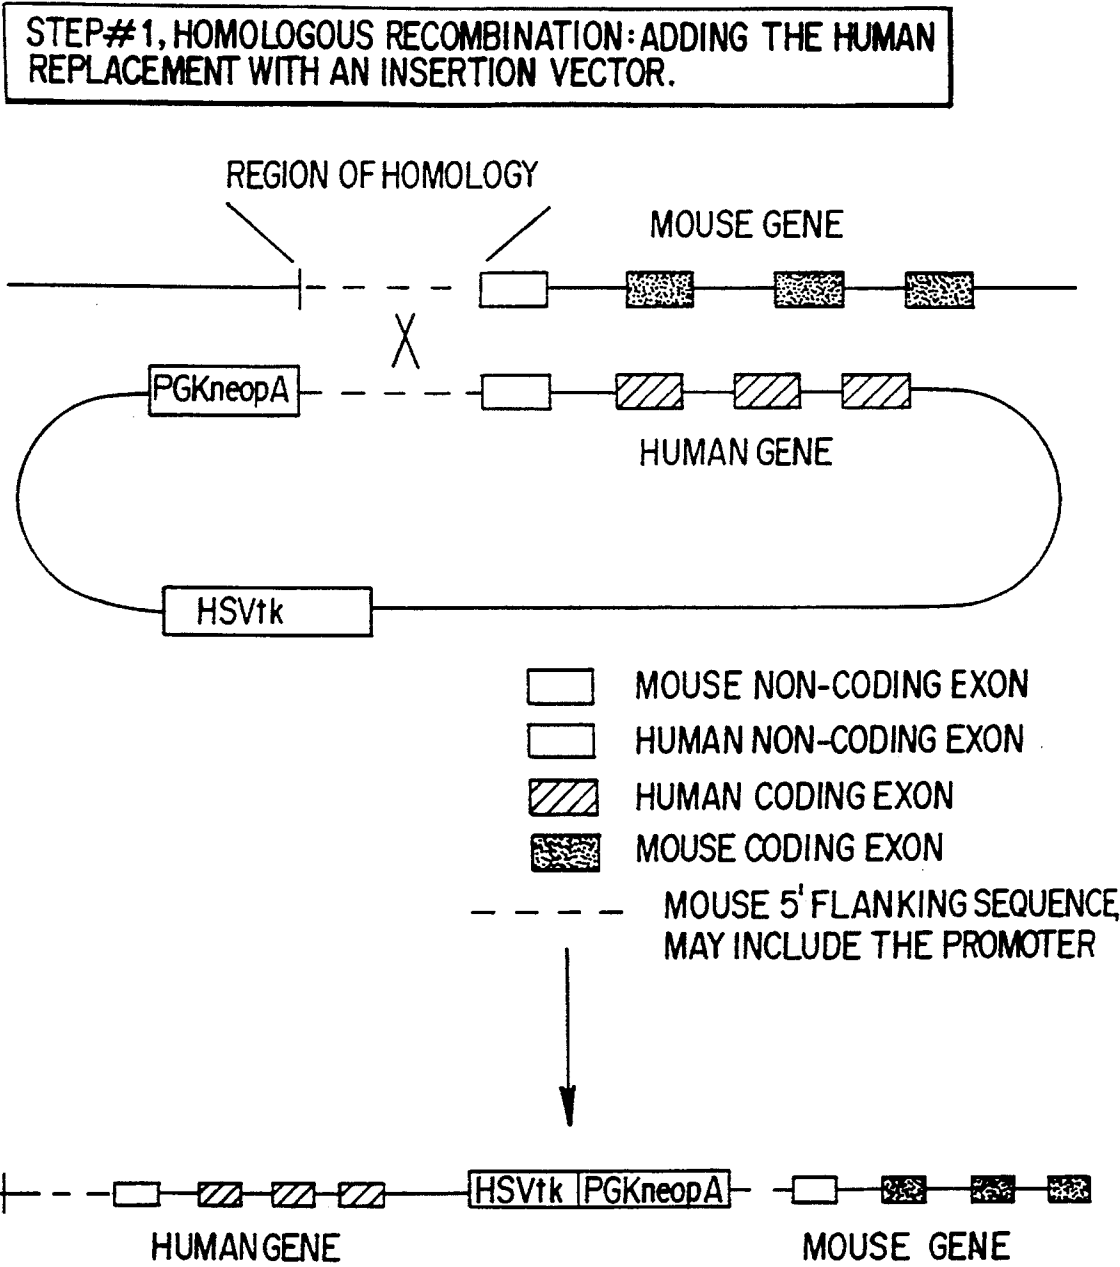 STEP#1, HOMOLOGOUS RECOMBINATION: ADDING THE HUMAN
REPLACEMENT WITH AN INSERTION VECTOR.
REGION OF HOMOLOGY
MOUSE GENE
PGKneopA
HUMAN GENE
HSVtk
MOUSE NON-CODING EXON
HUMAN NON-CODING EXON
HUMAN CODING EXON
MOUSE CODING EXON
MOUSE 5' FLANKING SEQUENCE,
MAY INCLUDE THE PROMOTER
HSVtk PGKneopA
HUMAN GENE
MOUSE GENE